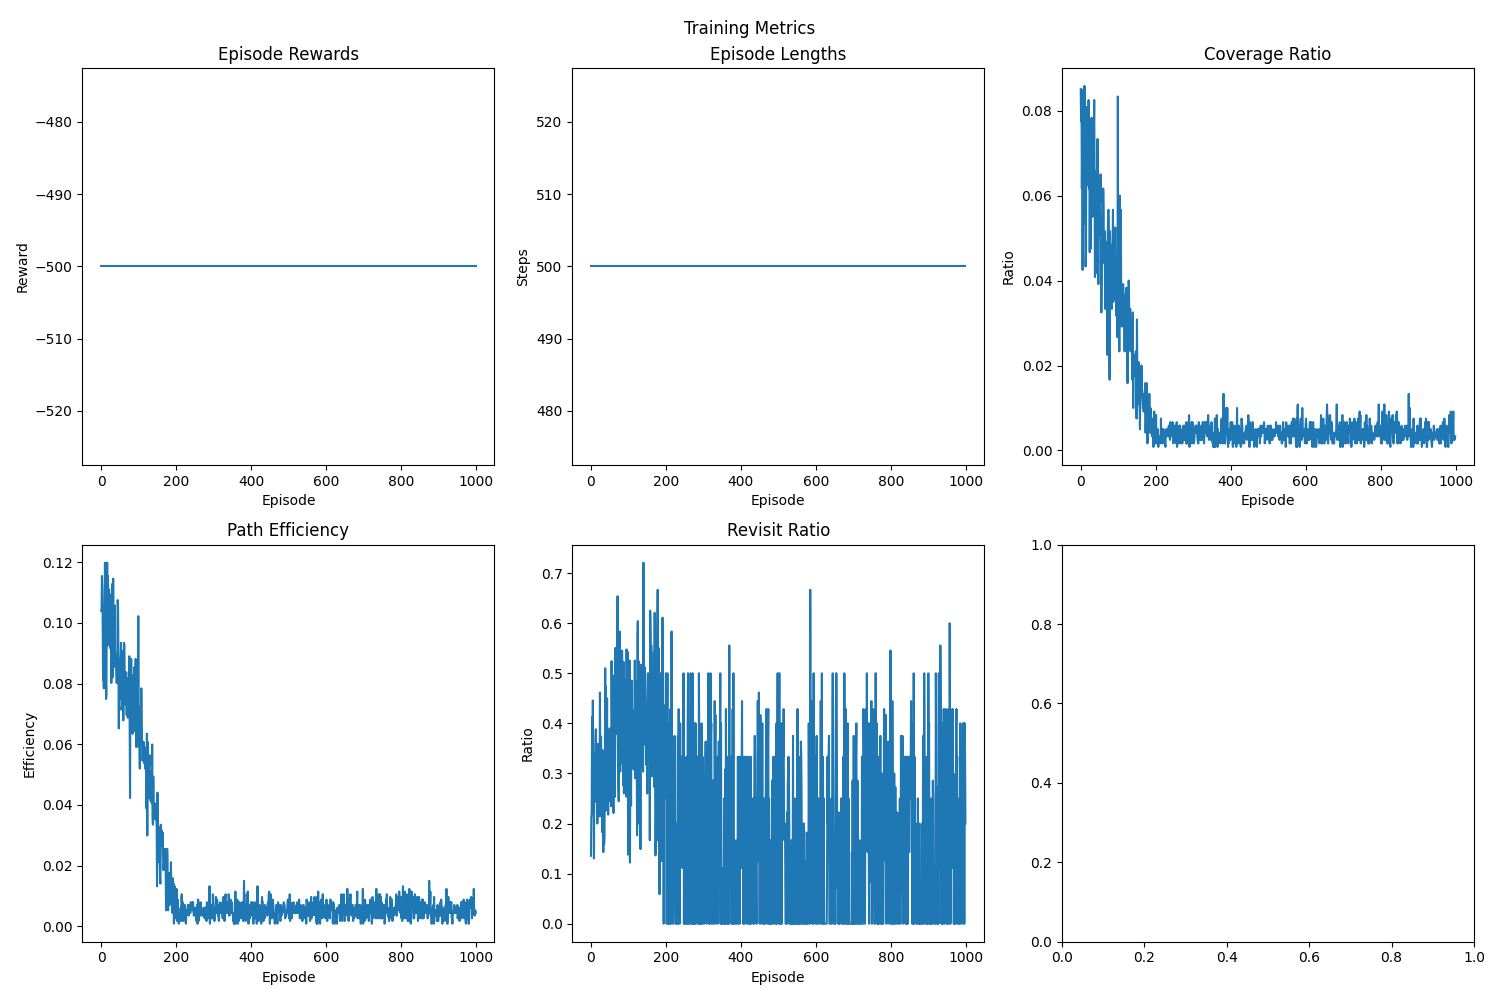 Training Metrics
Episode Rewards
Episode Lengths
Coverage Ratio
−480
−490
−500
−510
−520
Reward
0 200 400 600 800 1000
Episode
520
510
500
490
480
Steps
0 200 400 600 800 1000
Episode
0.08
0.06
0.04
0.02
0.00
Ratio
0 200 400 600 800 1000
Episode
Path Efficiency
Revisit Ratio
0.12
0.10
0.08
0.06
0.04
0.02
0.00
Efficiency
0 200 400 600 800 1000
Episode
0.7
0.6
0.5
0.4
0.3
0.2
0.1
0.0
Ratio
0 200 400 600 800 1000
Episode
1.0
0.8
0.6
0.4
0.2
0.0
0.0 0.2 0.4 0.6 0.8 1.0